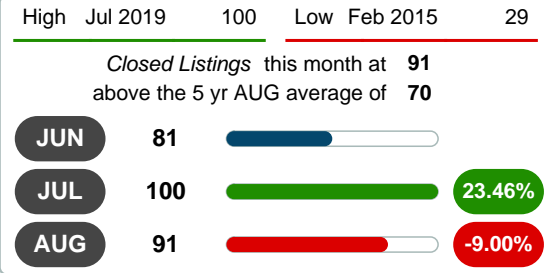 High Jul 2019 100 Low Feb 2015 29
Closed Listings this month at 91
above the 5 yr AUG average of 70
JUN 81
JUL 100 23.46%
AUG 91 -9.00%